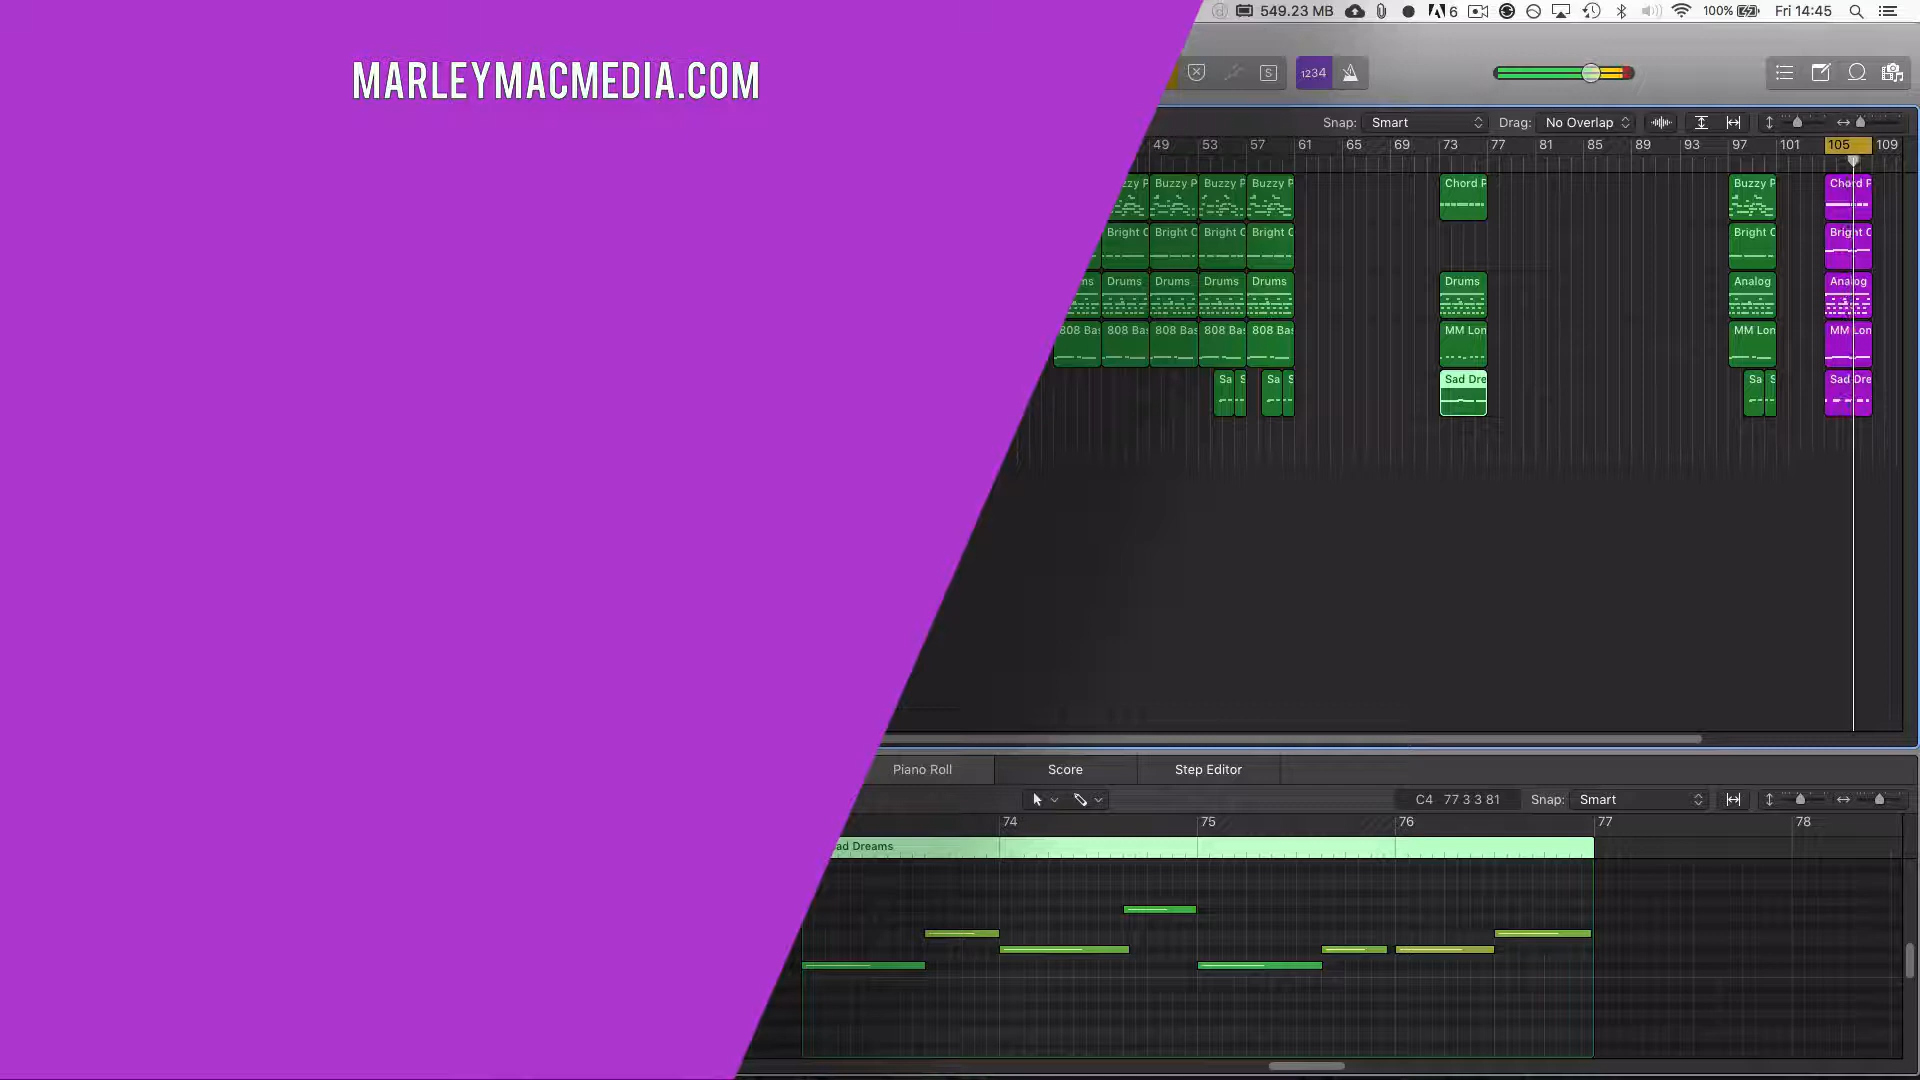 549.23 MB 6 100% Fri 14:45
MARLEYMACMEDIA.COM
S 1234
Snap: Smart Drag: No Overlap
49 53 57 61 65 69 73 77 81 85 89 93 97 101 105 109
zzy P Buzzy P Buzzy P Buzzy P Chord P Buzzy P Chord P
Bright C Bright C Bright C Bright C Bright C Bright C
ms Drums Drums Drums Drums Drums Analog Analog
808 Bas 808 Bas 808 Bas 808 Bas 808 Bas MM Lon MM Lon MM Lon
Sa S Sa S Sad Dre Sa S Sad Dre
Piano Roll Score Step Editor
C4 77 3 3 81 Snap: Smart
74 75 76 77 78
ad Dreams